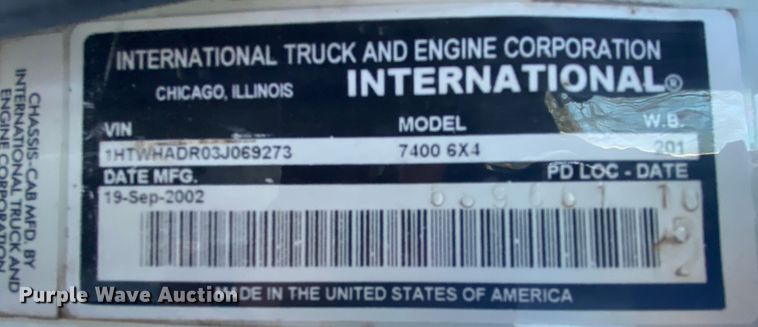 INTERNATIONAL TRUCK AND ENGINE CORPORATION
CHICAGO, ILLINOIS INTERNATIONAL®
VIN MODEL W.B.
1HTWHADR03J069273 7400 6X4 201
DATE MFG. PD LOC - DATE
19-Sep-2002
MADE IN THE UNITED STATES OF AMERICA
CHASSIS-CAB MFD. BY
INTERNATIONAL TRUCK AND
ENGINE CORPORATION
Purple Wave Auction